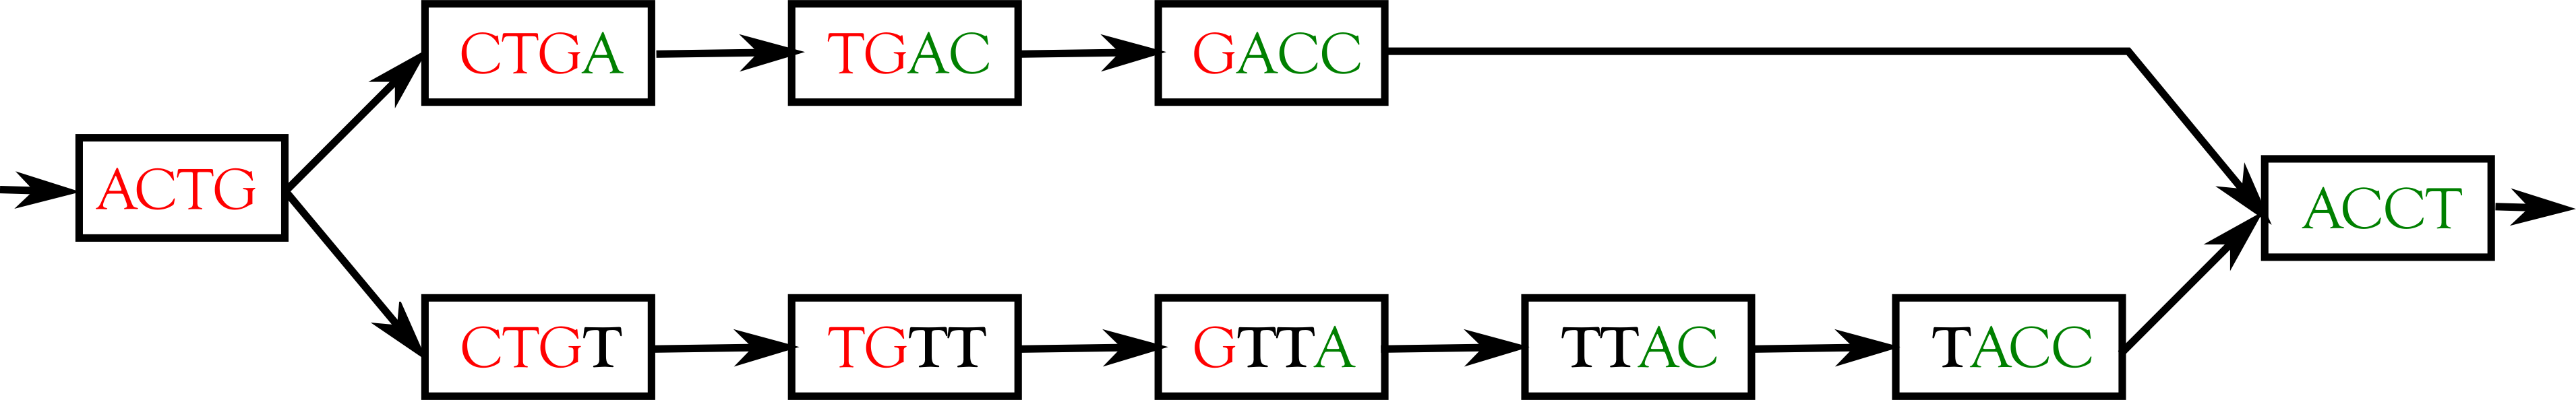 CTGA TGAC GACC
ACTG
ACCT
CTGT TGTT GTTA TTAC TACC